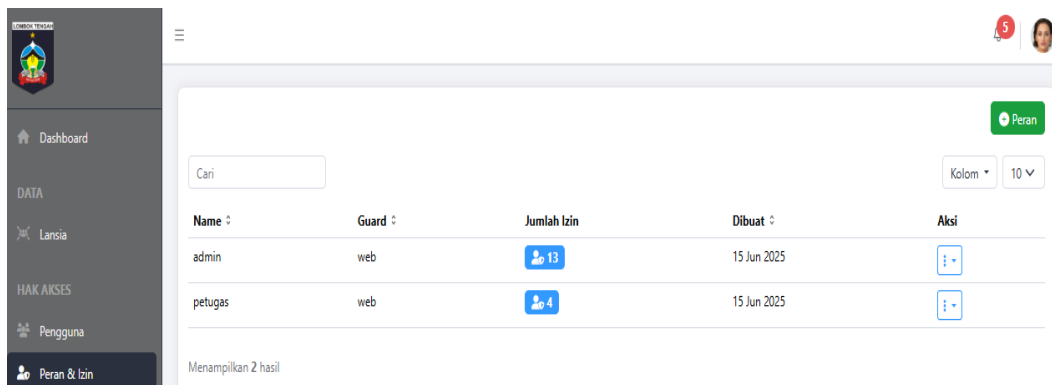 LOMBOK TENGAH
5
Peran
Dashboard
Cari
Kolom 10
DATA
Name Guard Jumlah Izin Dibuat Aksi
Lansia
admin web 13 15 Jun 2025
HAK AKSES
petugas web 4 15 Jun 2025
Pengguna
Menampilkan 2 hasil
Peran & Izin